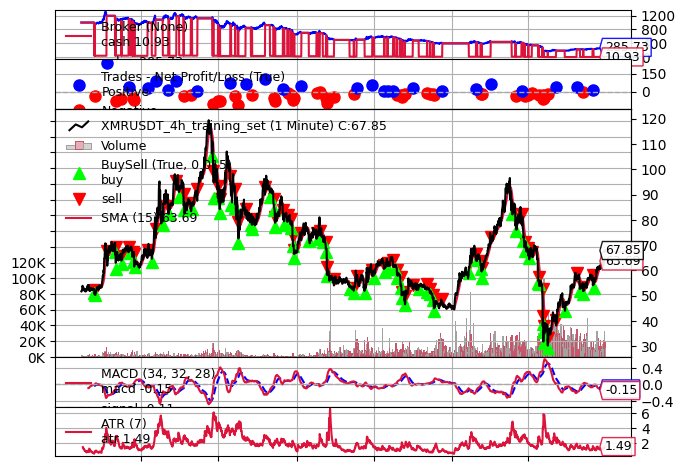 Broker (None)
cash 10.93
1200
800
400
285.73
10.93
Trades - Net Profit/Loss (True)
Positive
Negative
150
0
XMRUSDT_4h_training_set (1 Minute) C:67.85
Volume
BuySell (True, 0.015)
buy
sell
SMA (15) 63.69
120
110
100
90
80
70
60
50
40
30
67.85
63.69
120K
100K
80K
60K
40K
20K
0K
MACD (34, 32, 28)
macd -0.15
signal -0.11
0.4
0.0
−0.4
-0.15
ATR (7)
atr 1.49
6
4
2
1.49